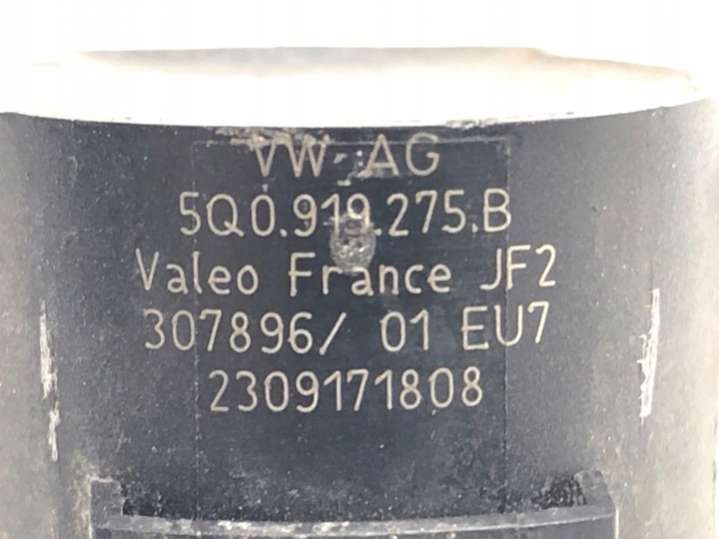 VW AG
5Q0.919.275.B
Valeo France JF2
307896/ 01 EU7
2309171808